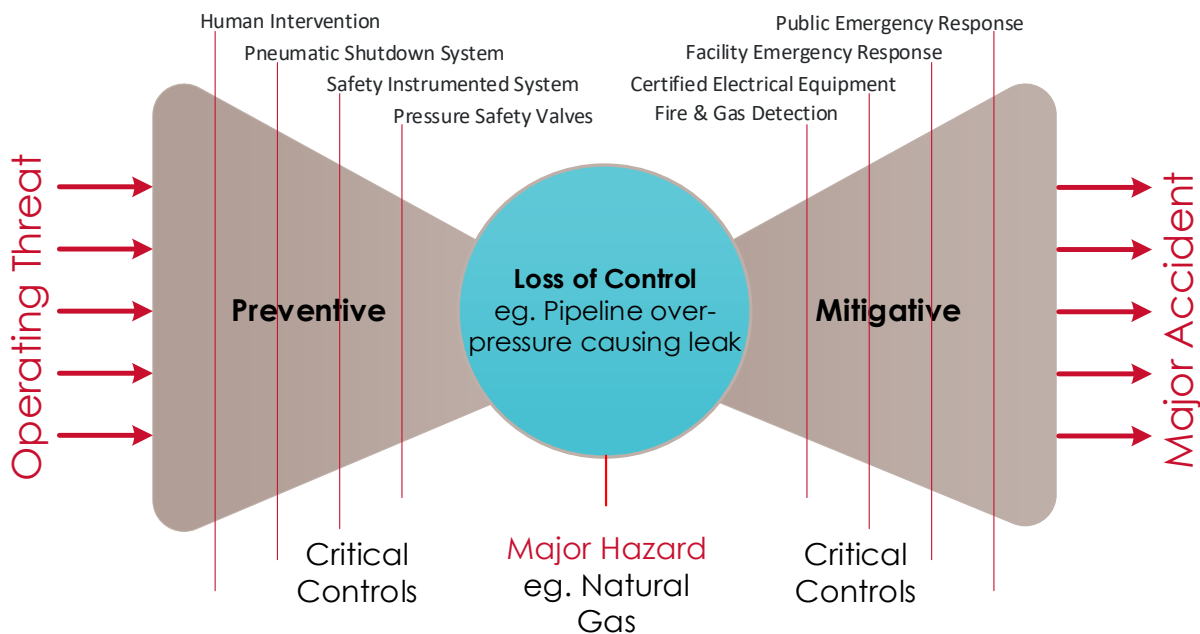 Human Intervention
Pneumatic Shutdown System
Safety Instrumented System
Pressure Safety Valves
Public Emergency Response
Facility Emergency Response
Certified Electrical Equipment
Fire & Gas Detection
Operating Threat
Preventive
Loss of Control
eg. Pipeline over-
pressure causing leak
Mitigative
Major Accident
Critical
Controls
Major Hazard
eg. Natural
Gas
Critical
Controls